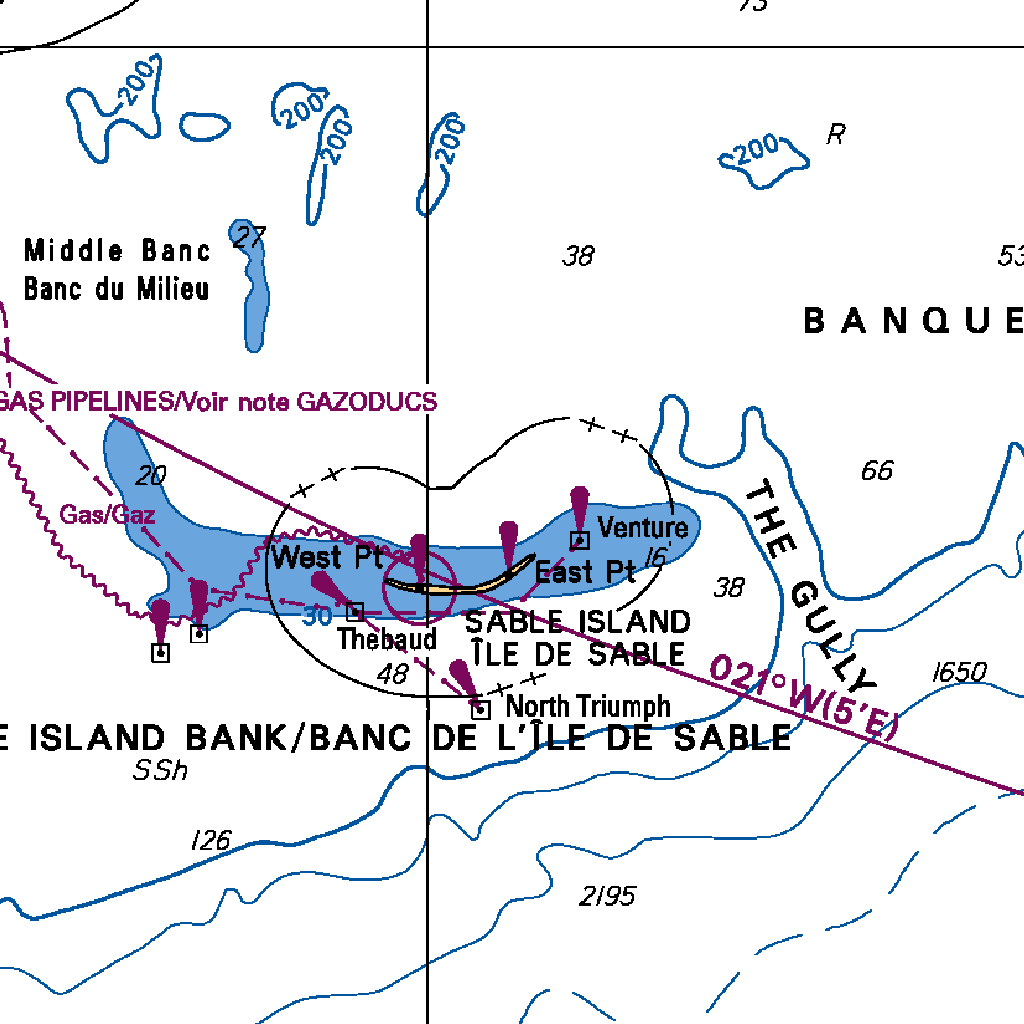 73
200
200
200
200
200
R
27
38
53
Middle Banc
Banc du Milieu
BANQUE
GAS PIPELINES/Voir note GAZODUCS
20
66
Gas/Gaz
THE GULLY
Venture
West Pt
16
East Pt
38
30
SABLE ISLAND
Thebaud
ÎLE DE SABLE
48
1650
021°W(5'E)
North Triumph
E ISLAND BANK/BANC DE L'ÎLE DE SABLE
SSh
126
2195